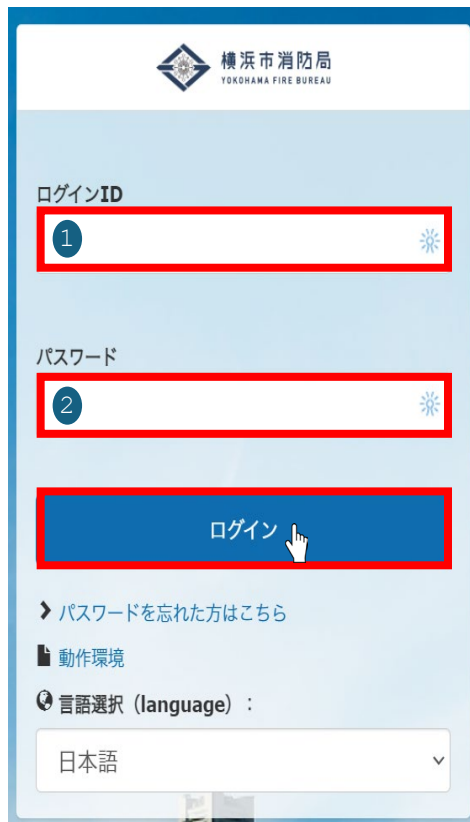 横浜市消防局
YOKOHAMA FIRE BUREAU
ログインID
1
パスワード
2
ログイン
パスワードを忘れた方はこちら
動作環境
言語選択（language）：
日本語